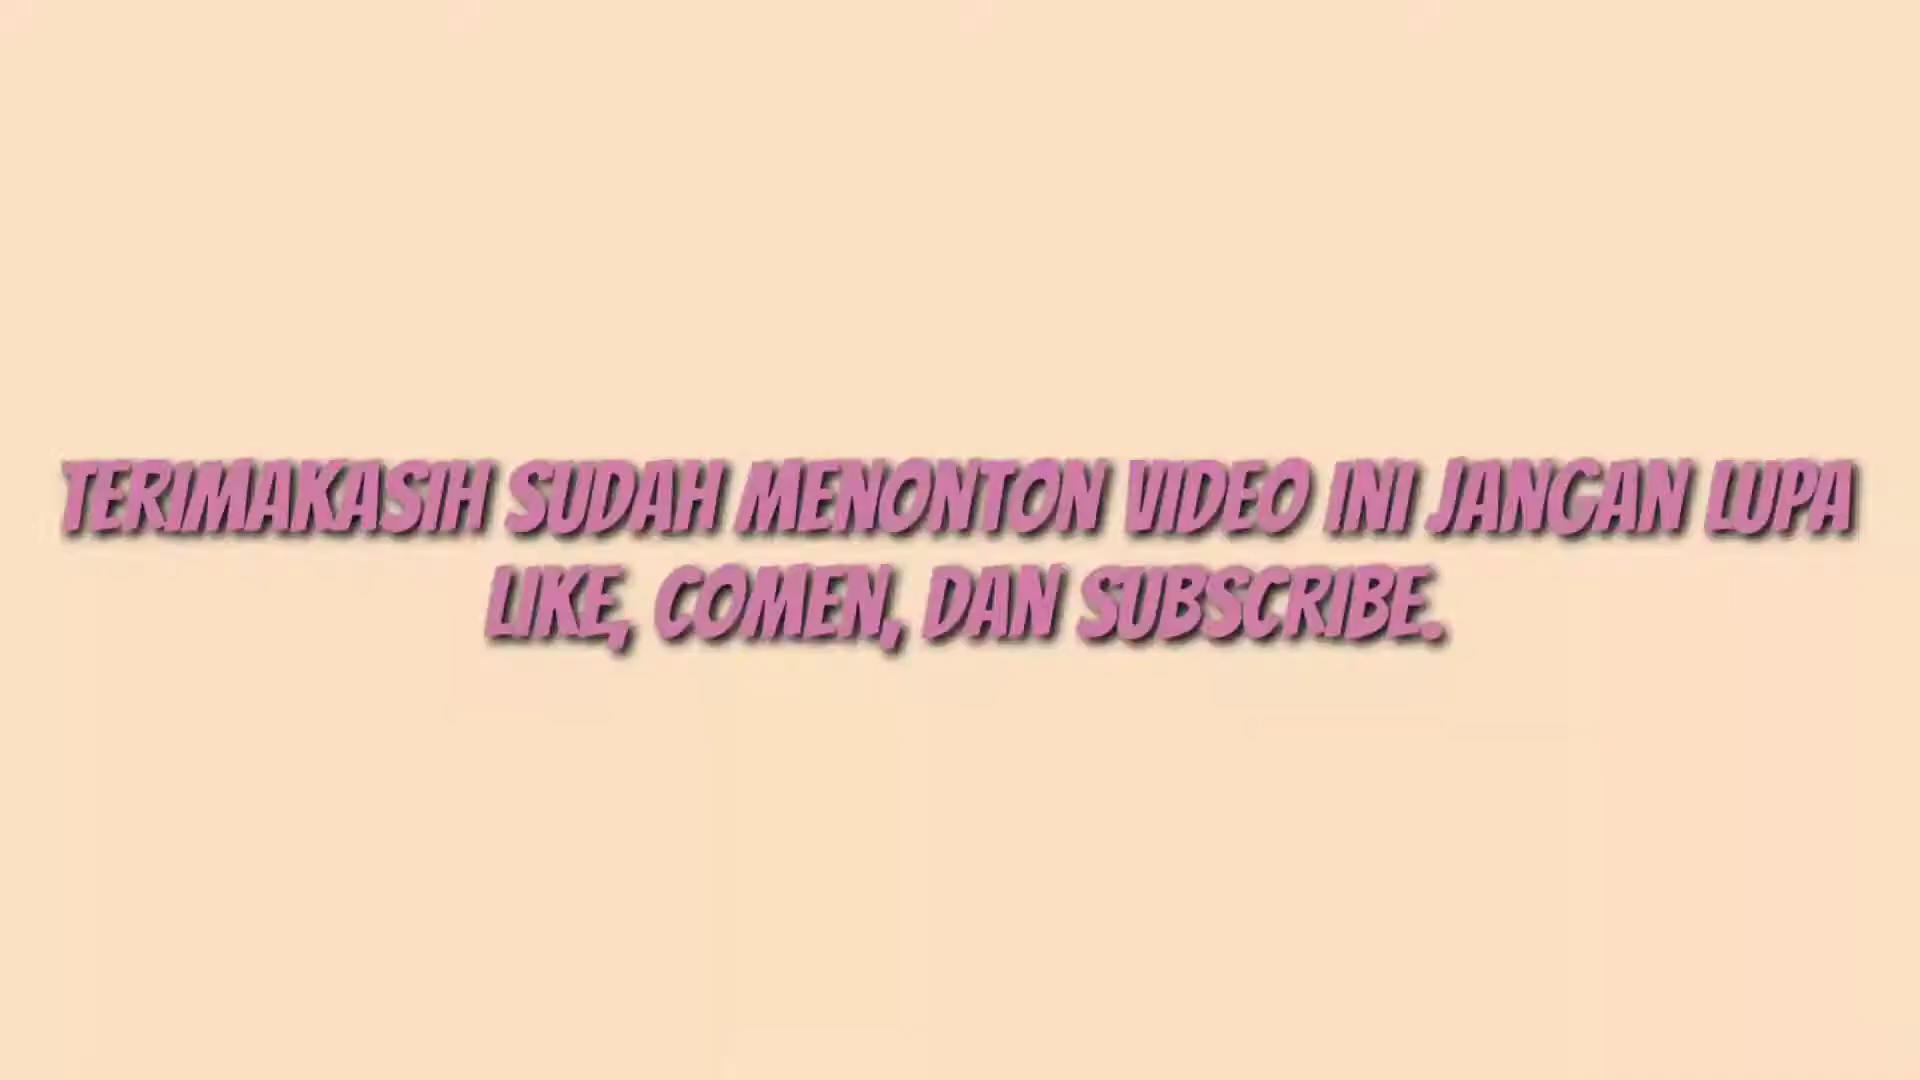 TERIMAKASIH SUDAH MENONTON VIDEO INI JANGAN LUPA
LIKE, COMEN, DAN SUBSCRIBE.